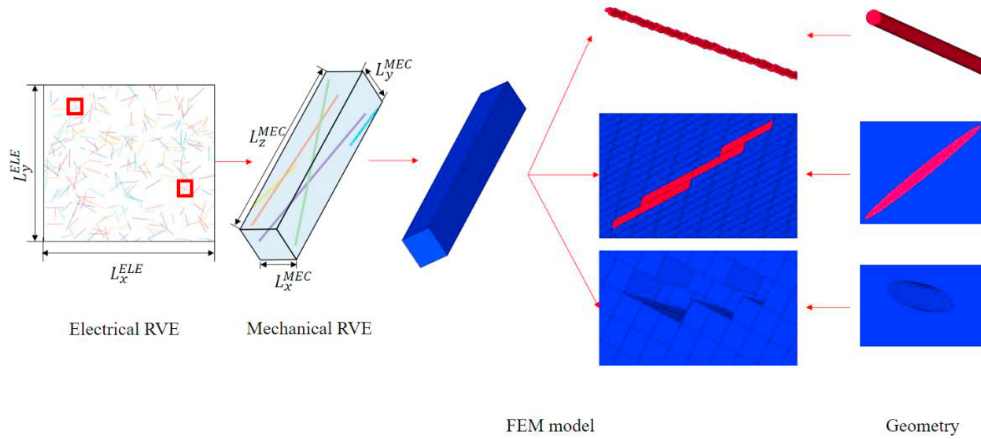 L_y^{ELE}
L_x^{ELE}
L_z^{MEC}
L_y^{MEC}
L_x^{MEC}
Electrical RVE
Mechanical RVE
FEM model
Geometry